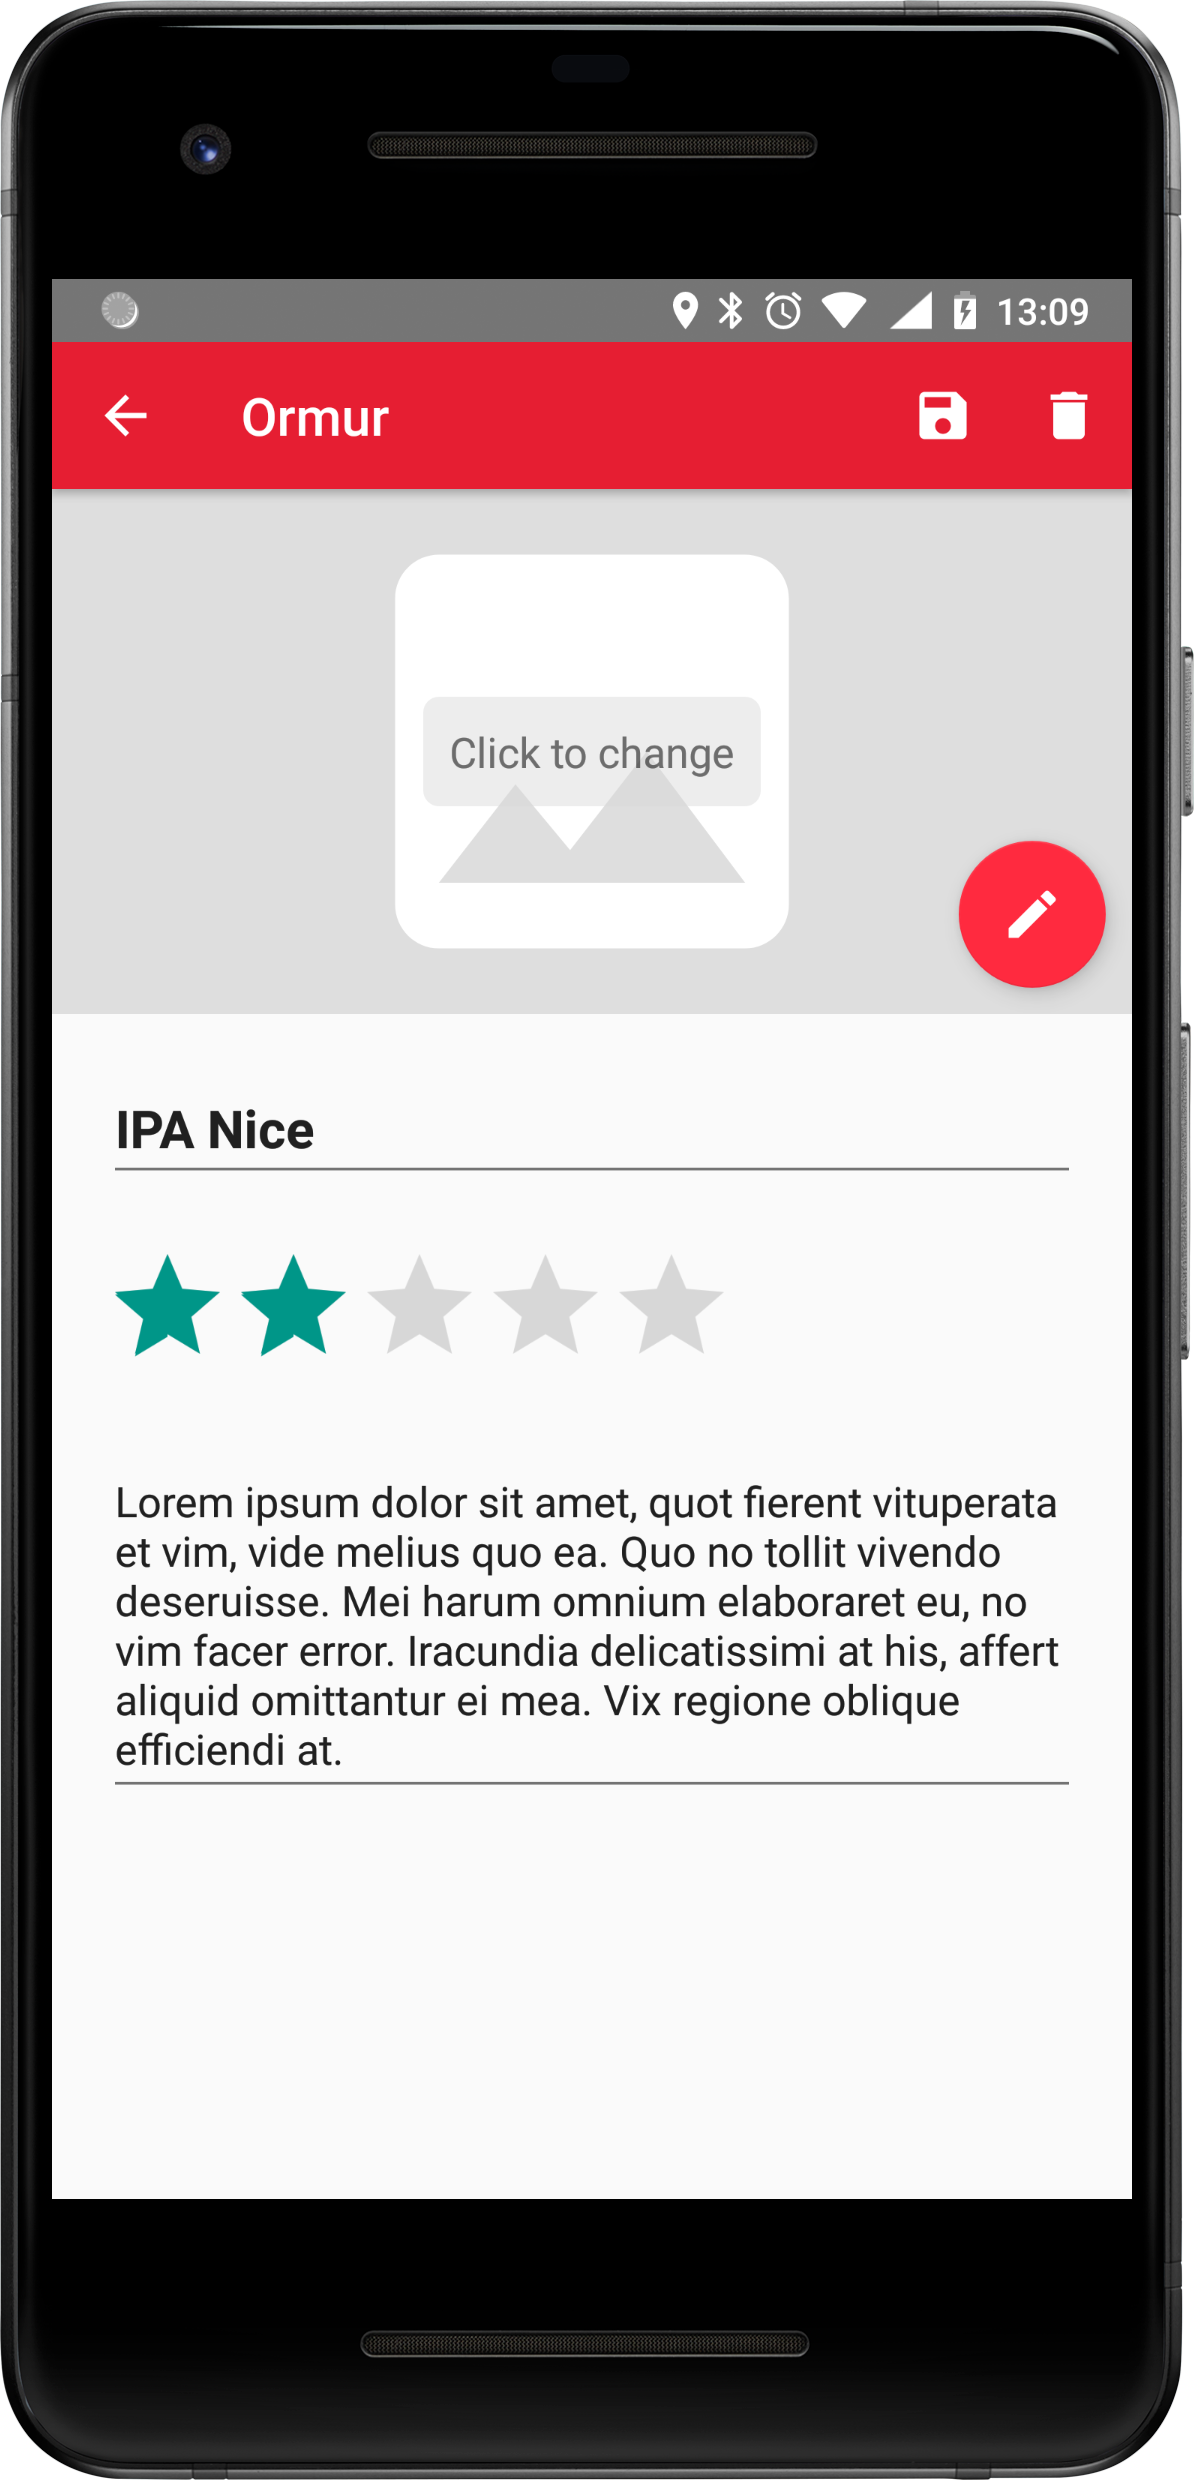 13:09
Ormur
Click to change
IPA Nice
Lorem ipsum dolor sit amet, quot fierent vituperata
et vim, vide melius quo ea. Quo no tollit vivendo
deseruisse. Mei harum omnium elaboraret eu, no
vim facer error. Iracundia delicatissimi at his, affert
aliquid omittantur ei mea. Vix regione oblique
efficiendi at.